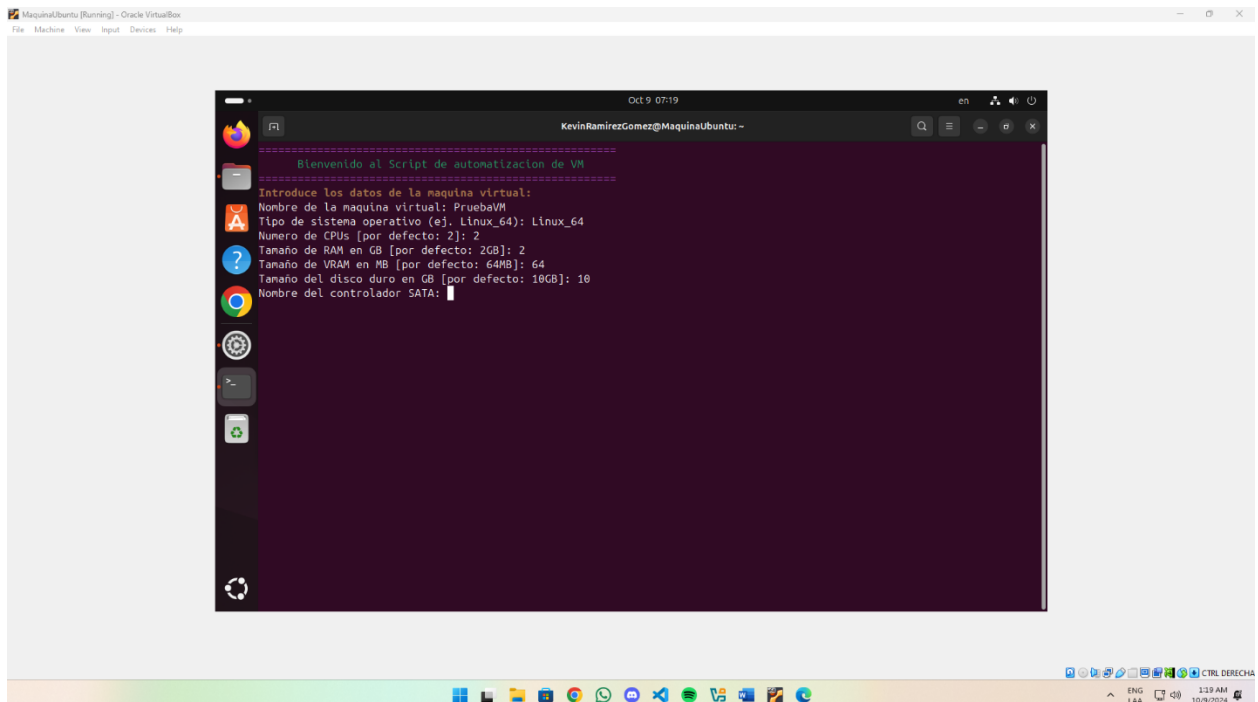 MaquinaUbuntu [Running] - Oracle VirtualBox
File Machine View Input Devices Help
Oct 9 07:19
en
KevinRamirezGomez@MaquinaUbuntu: ~
=======================================================
Bienvenido al Script de automatizacion de VM
=======================================================
Introduce los datos de la maquina virtual:
Nombre de la maquina virtual: PruebaVM
Tipo de sistema operativo (ej. Linux_64): Linux_64
Numero de CPUs [por defecto: 2]: 2
Tamaño de RAM en GB [por defecto: 2GB]: 2
Tamaño de VRAM en MB [por defecto: 64MB]: 64
Tamaño del disco duro en GB [por defecto: 10GB]: 10
Nombre del controlador SATA:
CTRL DERECHA
ENG
LAA
1:19 AM
10/9/2024